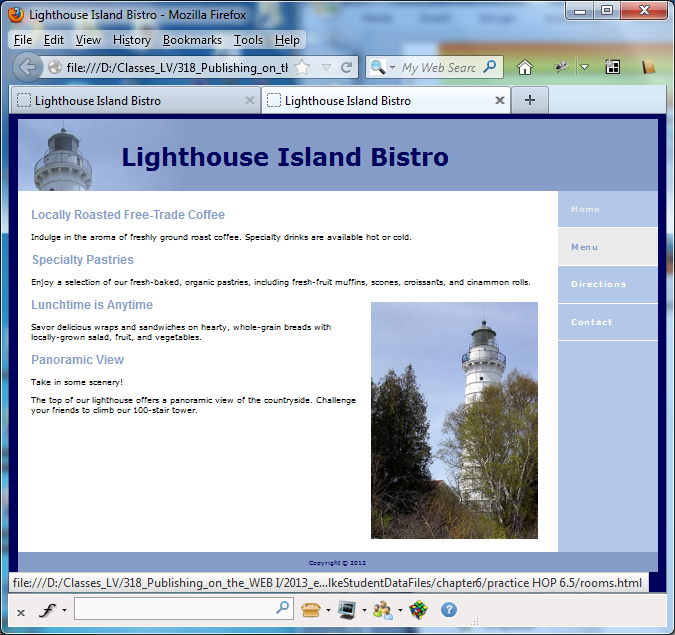 Lighthouse Island Bistro - Mozilla Firefox
File Edit View History Bookmarks Tools Help
file:///D:/Classes_LV/318_Publishing_on_th
My Web Searc
Lighthouse Island Bistro
Lighthouse Island Bistro
Lighthouse Island Bistro
Locally Roasted Free-Trade Coffee
Indulge in the aroma of freshly ground roast coffee. Specialty drinks are available hot or cold.
Specialty Pastries
Enjoy a selection of our fresh-baked, organic pastries, including fresh-fruit muffins, scones, croissants, and cinammon rolls.
Lunchtime is Anytime
Savor delicious wraps and sandwiches on hearty, whole-grain breads with
locally-grown salad, fruit, and vegetables.
Panoramic View
Take in some scenery!
The top of our lighthouse offers a panoramic view of the countryside. Challenge
your friends to climb our 100-stair tower.
Home
Menu
Directions
Contact
Copyright © 2012
file:///D:/Classes_LV/318_Publishing_on_the_WEB I/2013_e...lkeStudentDataFiles/chapter6/practice HOP 6.5/rooms.html